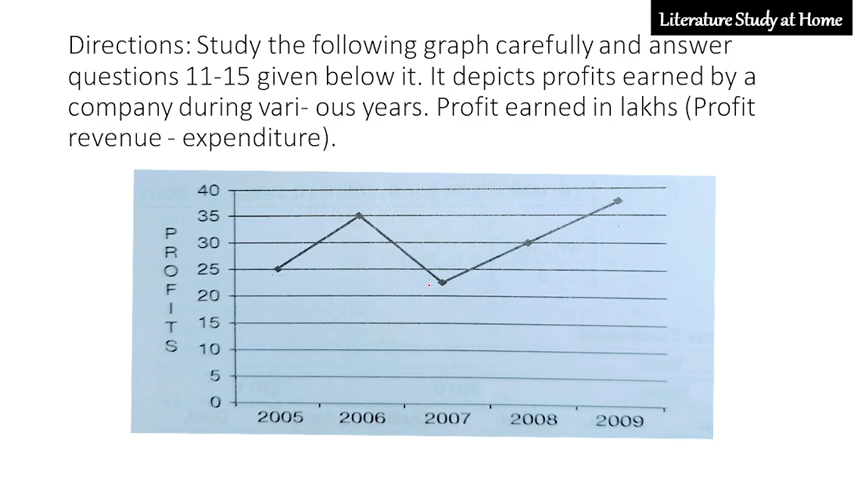 Literature Study at Home
Directions: Study the following graph carefully and answer
questions 11-15 given below it. It depicts profits earned by a
company during vari- ous years. Profit earned in lakhs (Profit
revenue - expenditure).
40
35
30
25
20
15
10
5
0
PROFITS
2005 2006 2007 2008 2009